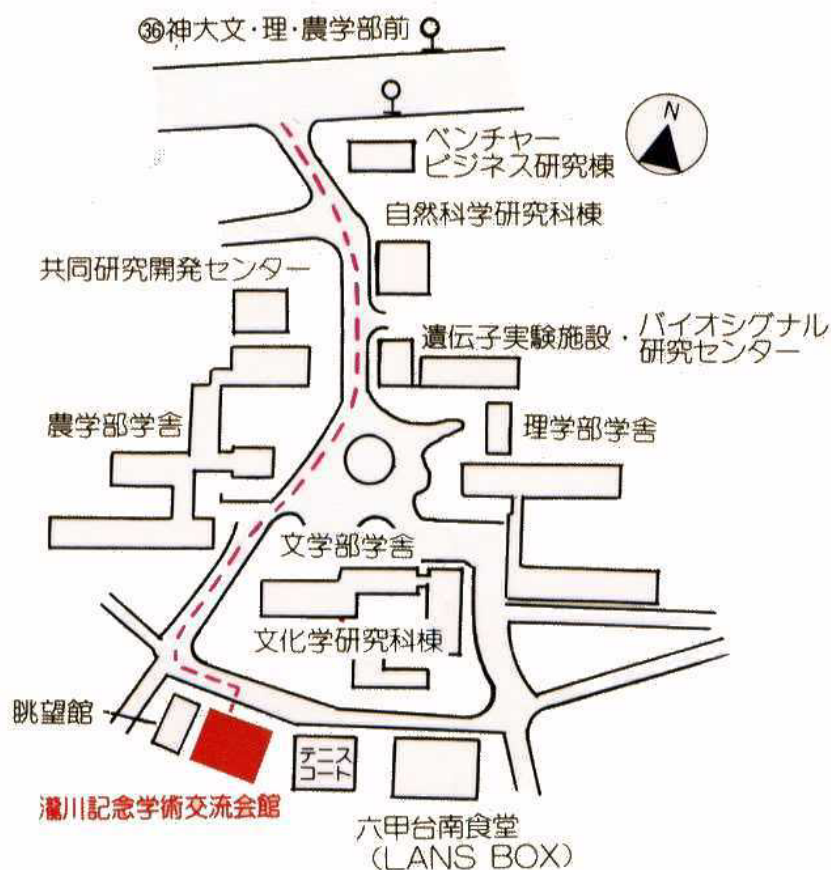 ㊱神大文・理・農学部前
N
ベンチャー
ビジネス研究棟
自然科学研究科棟
共同研究開発センター
遺伝子実験施設・バイオシグナル
研究センター
農学部学舎
理学部学舎
文学部学舎
文化学研究科棟
眺望館
テニス
コート
瀧川記念学術交流会館
六甲台南食堂
(LANS BOX)